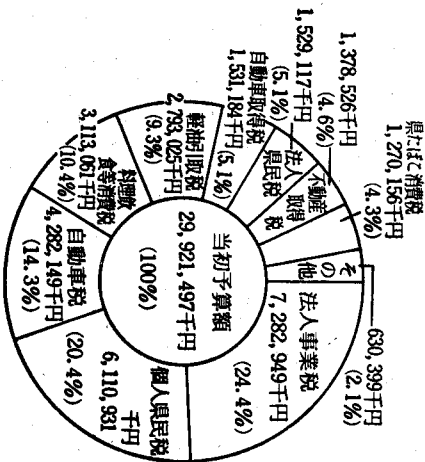 当初予算額
29,921,497千円
(100%)
法人事業税
7,282,949千円
(24.4%)
個人県民税
6,110,931
千円
(20.4%)
自動車税
4,282,149千円
(14.3%)
料理飲
食等消費税
3,113,061千円
(10.4%)
軽油引取税
2,793,025千円
(9.3%)
自動車取得税
1,531,184千円
(5.1%)
法人
県民税
1,529,117千円
(5.1%)
不動産
取得
税
1,378,526千円
(4.6%)
県たばこ消費税
1,270,156千円
(4.3%)
その
他
630,399千円
(2.1%)